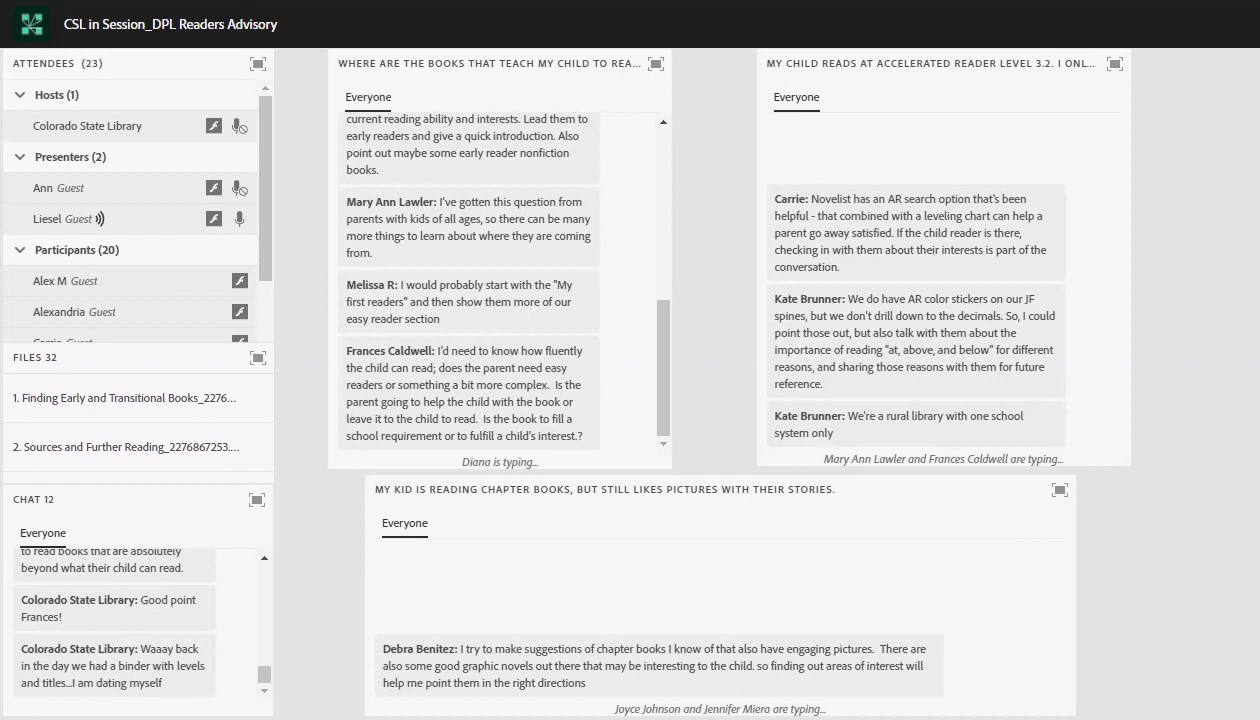 CSL in Session_DPL Readers Advisory
ATTENDEES (23)
Hosts (1)
Colorado State Library
Presenters (2)
Ann Guest
Liesel Guest
Participants (20)
Alex M Guest
Alexandria Guest
FILES 32
1. Finding Early and Transitional Books_2276...
2. Sources and Further Reading_2276867253....
CHAT 12
Everyone
to read books that are absolutely
beyond what their child can read.
Colorado State Library: Good point
Frances!
Colorado State Library: Waaay back
in the day we had a binder with levels
and titles...I am dating myself
WHERE ARE THE BOOKS THAT TEACH MY CHILD TO REA...
Everyone
current reading ability and interests. Lead them to
early readers and give a quick introduction. Also
point out maybe some early reader nonfiction
books.
Mary Ann Lawler: I've gotten this question from
parents with kids of all ages, so there can be many
more things to learn about where they are coming
from.
Melissa R: I would probably start with the "My
first readers" and then show them more of our
easy reader section
Frances Caldwell: I'd need to know how fluently
the child can read; does the parent need easy
readers or something a bit more complex.  Is the
parent going to help the child with the book or
leave it to the child to read.  Is the book to fill a
school requirement or to fulfill a child's interest.?
Diana is typing...
MY CHILD READS AT ACCELERATED READER LEVEL 3.2. I ONL...
Everyone
Carrie: Novelist has an AR search option that's been
helpful - that combined with a leveling chart can help a
parent go away satisfied. If the child reader is there,
checking in with them about their interests is part of the
conversation.
Kate Brunner: We do have AR color stickers on our JF
spines, but we don't drill down to the decimals. So, I could
point those out, but also talk with them about the
importance of reading "at, above, and below" for different
reasons, and sharing those reasons with them for future
reference.
Kate Brunner: We're a rural library with one school
system only
Mary Ann Lawler and Frances Caldwell are typing...
MY KID IS READING CHAPTER BOOKS, BUT STILL LIKES PICTURES WITH THEIR STORIES.
Everyone
Debra Benitez: I try to make suggestions of chapter books I know of that also have engaging pictures.  There are
also some good graphic novels out there that may be interesting to the child. so finding out areas of interest will
help me point them in the right directions
Joyce Johnson and Jennifer Miera are typing...